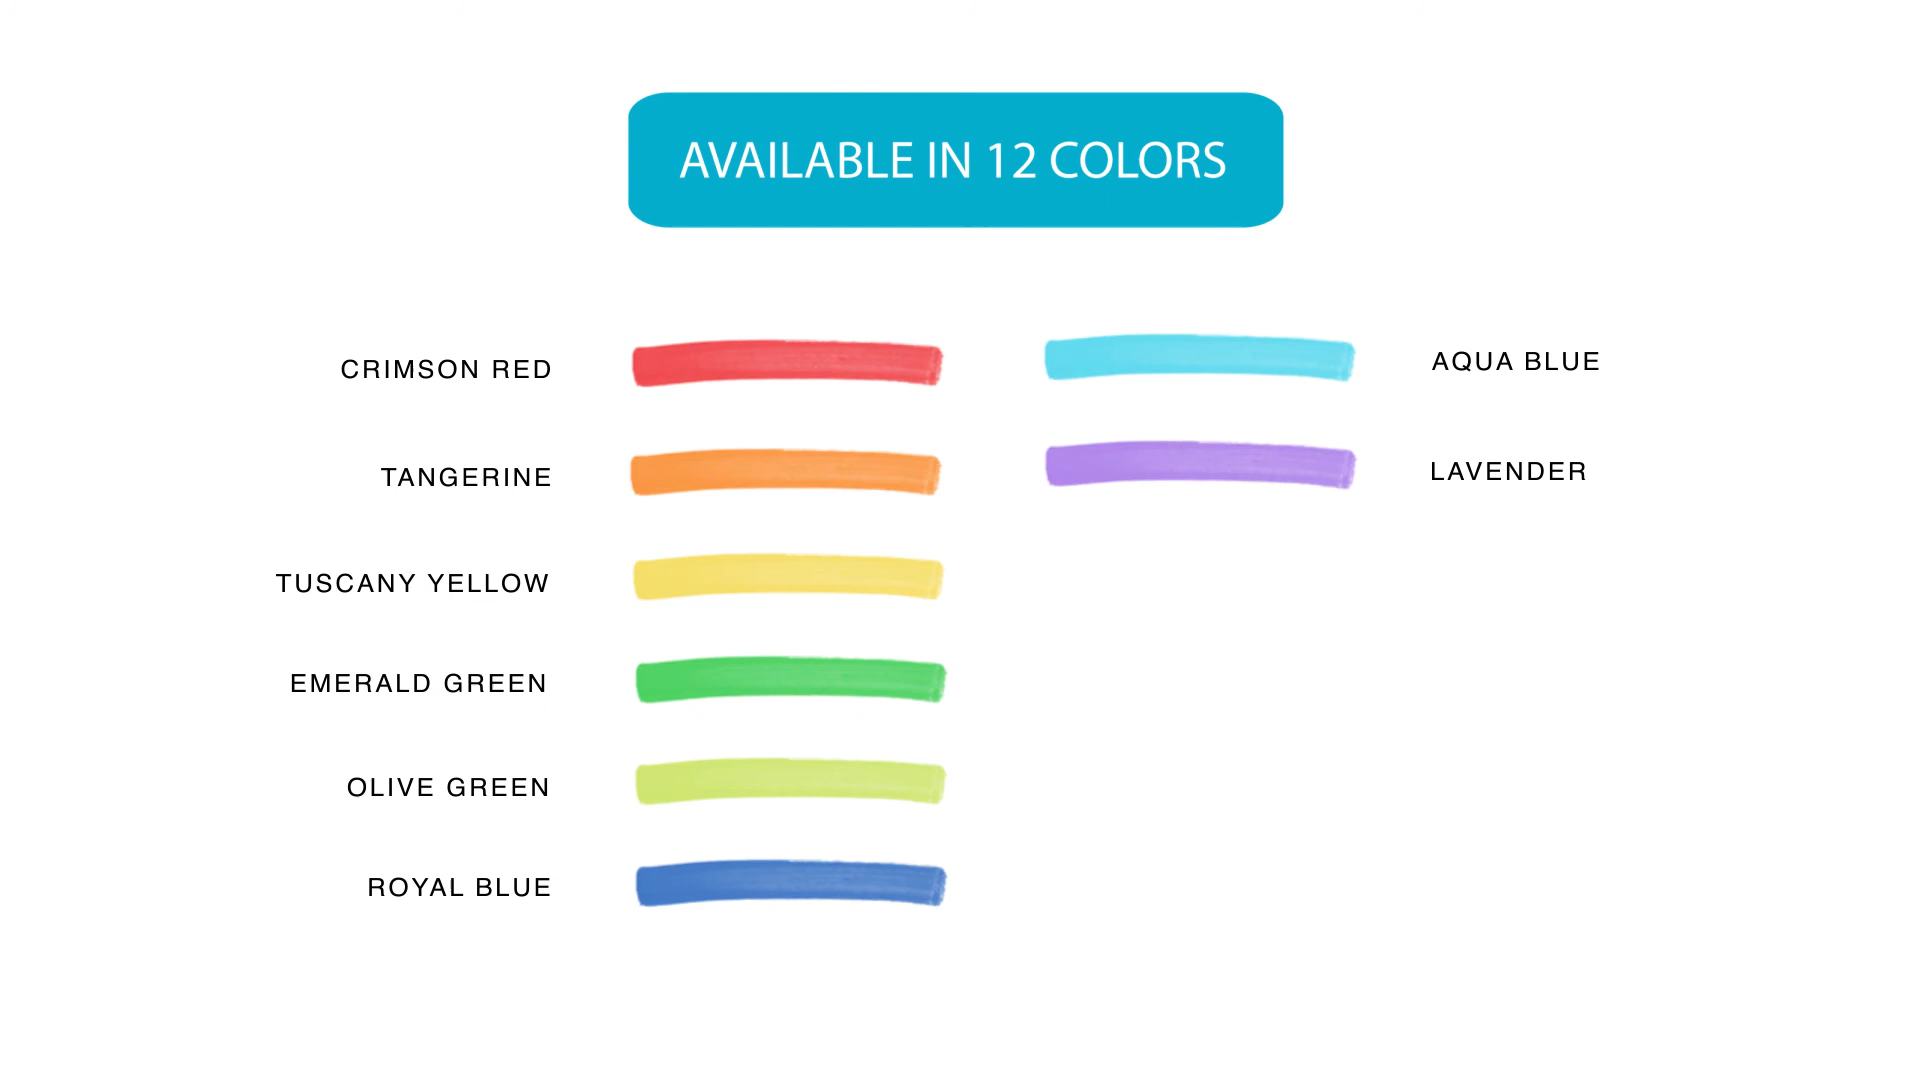 AVAILABLE IN 12 COLORS
CRIMSON RED
TANGERINE
TUSCANY YELLOW
EMERALD GREEN
OLIVE GREEN
ROYAL BLUE
AQUA BLUE
LAVENDER